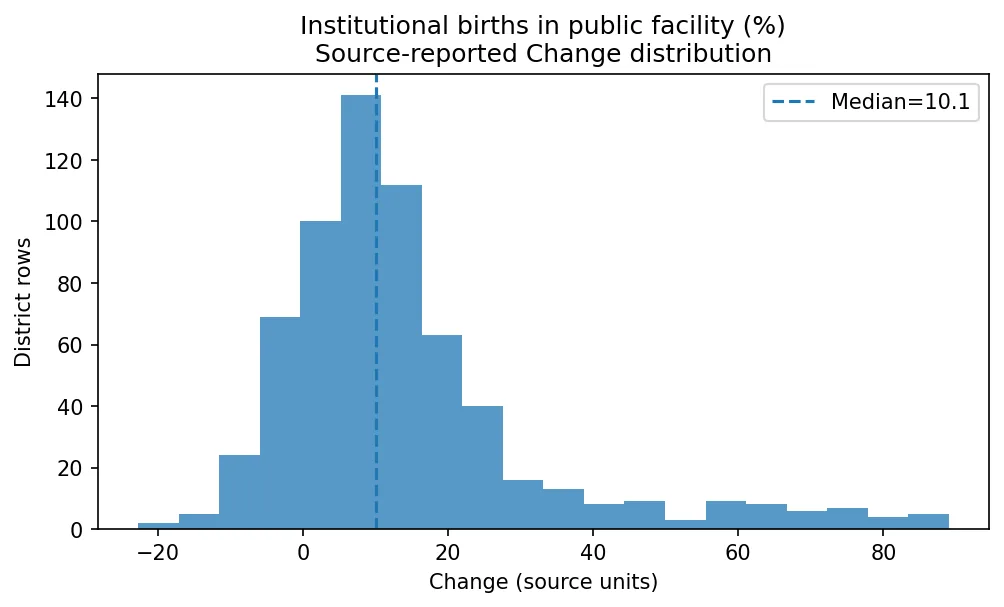 Institutional births in public facility (%)
Source-reported Change distribution
Median=10.1
District rows
140
120
100
80
60
40
20
0
−20
0
20
40
60
80
Change (source units)